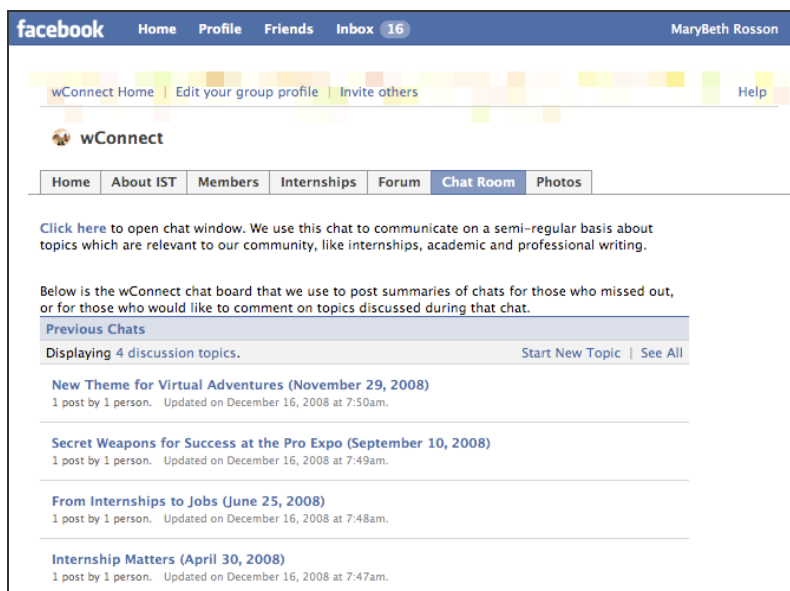 facebook Home Profile Friends Inbox 16 MaryBeth Rosson
wConnect Home | Edit your group profile | Invite others Help
wConnect
Home About IST Members Internships Forum Chat Room Photos
Click here to open chat window. We use this chat to communicate on a semi-regular basis about
topics which are relevant to our community, like internships, academic and professional writing.
Below is the wConnect chat board that we use to post summaries of chats for those who missed out,
or for those who would like to comment on topics discussed during that chat.
Previous Chats
Displaying 4 discussion topics. Start New Topic | See All
New Theme for Virtual Adventures (November 29, 2008)
1 post by 1 person. Updated on December 16, 2008 at 7:50am.
Secret Weapons for Success at the Pro Expo (September 10, 2008)
1 post by 1 person. Updated on December 16, 2008 at 7:49am.
From Internships to Jobs (June 25, 2008)
1 post by 1 person. Updated on December 16, 2008 at 7:48am.
Internship Matters (April 30, 2008)
1 post by 1 person. Updated on December 16, 2008 at 7:47am.